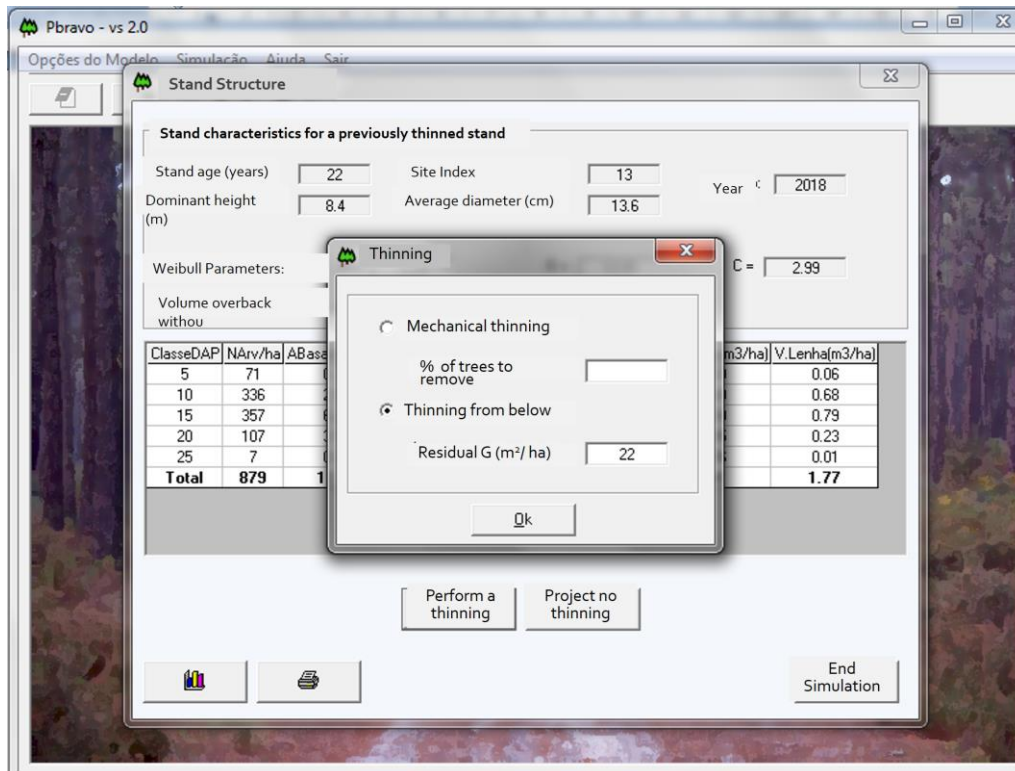 Pbravo - vs 2.0
Opções do Modelo Simulação Ajuda Sair
Stand Structure
Stand characteristics for a previously thinned stand
Stand age (years) 22 Site Index 13
Year 2018
Dominant height (m) 8.4 Average diameter (cm) 13.6
Thinning
Weibull Parameters: C = 2.99
Volume overback
withou
Mechanical thinning
% of trees to
remove
Thinning from below
Residual G (m²/ ha) 22
Ok
ClasseDAP NArv/ha ABasa m3/ha) V.Lenha(m3/ha)
5 71 0.06
10 336 0.68
15 357 0.79
20 107 0.23
25 7 0.01
Total 879 1 1.77
Perform a
thinning
Project no
thinning
End
Simulation